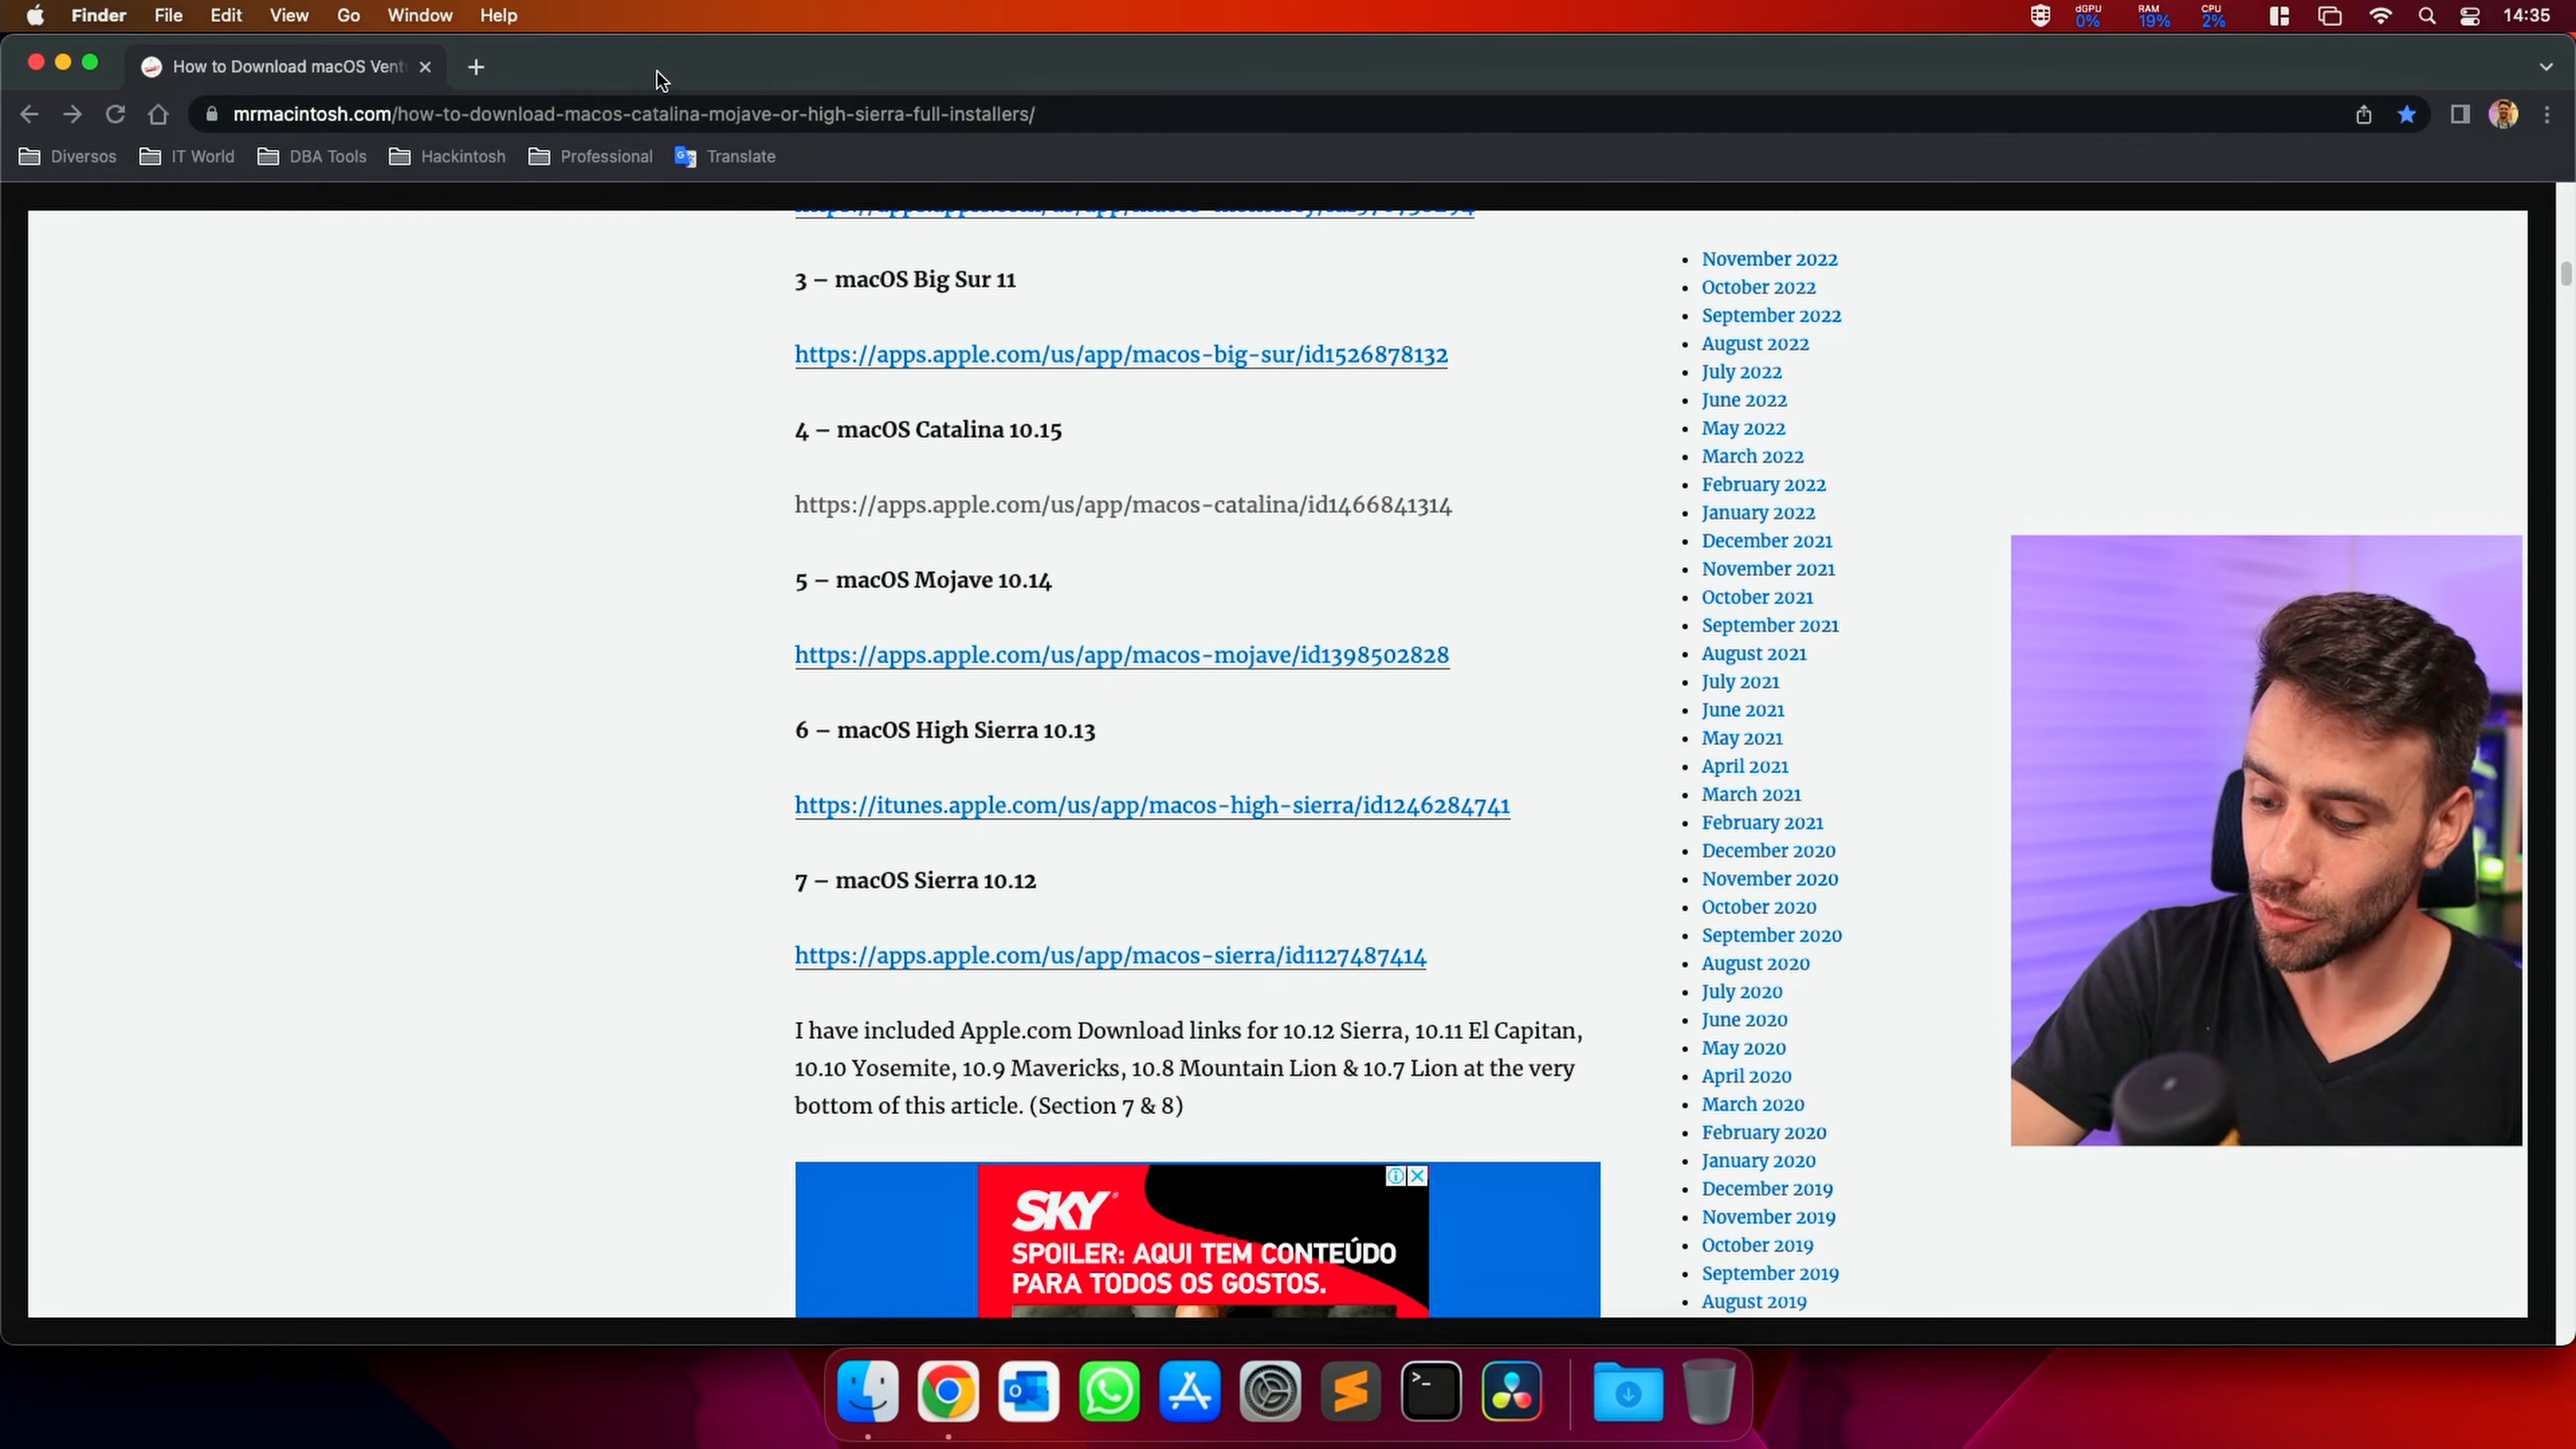 Finder File Edit View Go Window Help
dGPU 0% RAM 19% CPU 2% 14:35
How to Download macOS Vent
mrmacintosh.com/how-to-download-macos-catalina-mojave-or-high-sierra-full-installers/
Diversos IT World DBA Tools Hackintosh Professional Translate
3 – macOS Big Sur 11
https://apps.apple.com/us/app/macos-big-sur/id1526878132
4 – macOS Catalina 10.15
https://apps.apple.com/us/app/macos-catalina/id1466841314
5 – macOS Mojave 10.14
https://apps.apple.com/us/app/macos-mojave/id1398502828
6 – macOS High Sierra 10.13
https://itunes.apple.com/us/app/macos-high-sierra/id1246284741
7 – macOS Sierra 10.12
https://apps.apple.com/us/app/macos-sierra/id1127487414
I have included Apple.com Download links for 10.12 Sierra, 10.11 El Capitan,
10.10 Yosemite, 10.9 Mavericks, 10.8 Mountain Lion & 10.7 Lion at the very
bottom of this article. (Section 7 & 8)
SKY
SPOILER: AQUI TEM CONTEÚDO
PARA TODOS OS GOSTOS.
November 2022
October 2022
September 2022
August 2022
July 2022
June 2022
May 2022
March 2022
February 2022
January 2022
December 2021
November 2021
October 2021
September 2021
August 2021
July 2021
June 2021
May 2021
April 2021
March 2021
February 2021
December 2020
November 2020
October 2020
September 2020
August 2020
July 2020
June 2020
May 2020
April 2020
March 2020
February 2020
January 2020
December 2019
November 2019
October 2019
September 2019
August 2019